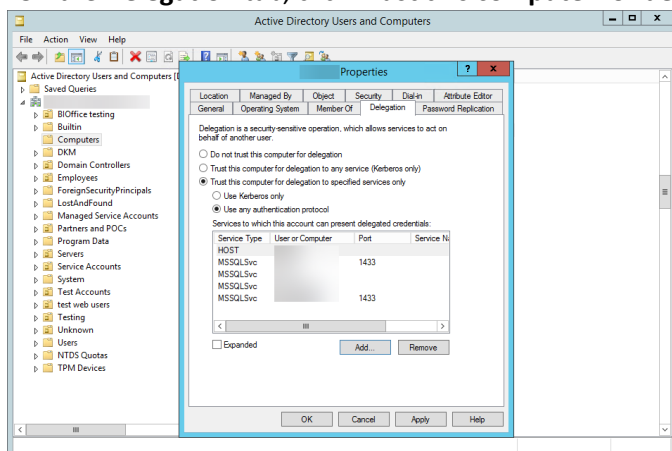 Active Directory Users and Computers
File Action View Help
Active Directory Users and Computers [
Saved Queries
BIOffice testing
Builtin
Computers
DKM
Domain Controllers
Employees
ForeignSecurityPrincipals
LostAndFound
Managed Service Accounts
Partners and POCs
Program Data
Servers
Service Accounts
System
Test Accounts
test web users
Testing
Unknown
Users
NTDS Quotas
TPM Devices
Properties
? x
Location Managed By Object Security Dial-in Attribute Editor
General Operating System Member Of Delegation Password Replication
Delegation is a security-sensitive operation, which allows services to act on
behalf of another user.
Do not trust this computer for delegation
Trust this computer for delegation to any service (Kerberos only)
Trust this computer for delegation to specified services only
Use Kerberos only
Use any authentication protocol
Services to which this account can present delegated credentials:
Service Type User or Computer Port Service Na
HOST
MSSQLSvc 1433
MSSQLSvc
MSSQLSvc
MSSQLSvc 1433
Expanded
Add... Remove
OK Cancel Apply Help